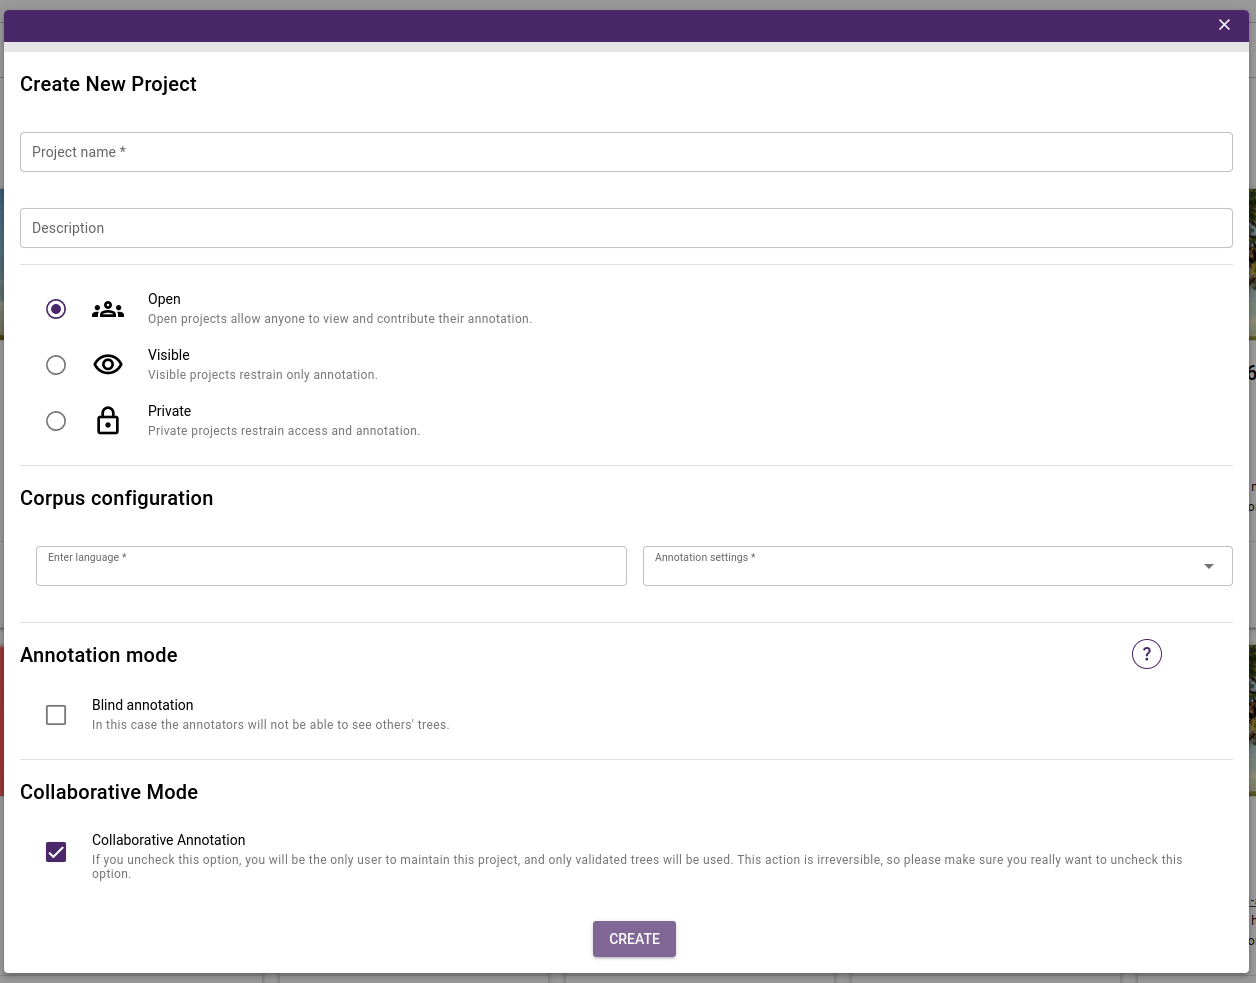 Create New Project
Project name *
Description
Open
Open projects allow anyone to view and contribute their annotation.
Visible
Visible projects restrain only annotation.
Private
Private projects restrain access and annotation.
Corpus configuration
Enter language *
Annotation settings *
Annotation mode
?
Blind annotation
In this case the annotators will not be able to see others' trees.
Collaborative Mode
Collaborative Annotation
If you uncheck this option, you will be the only user to maintain this project, and only validated trees will be used. This action is irreversible, so please make sure you really want to uncheck this
option.
CREATE